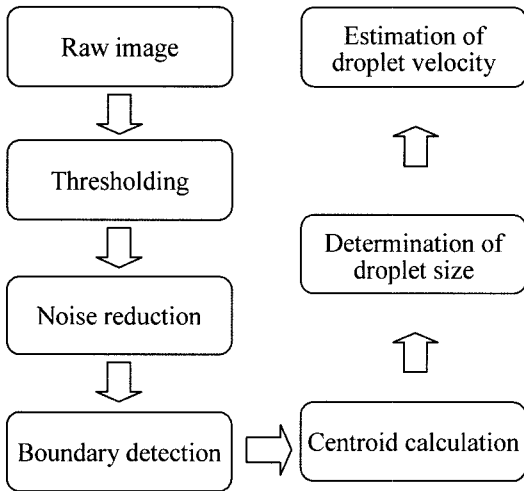 Raw image
Thresholding
Noise reduction
Boundary detection
Centroid calculation
Determination of
droplet size
Estimation of
droplet velocity